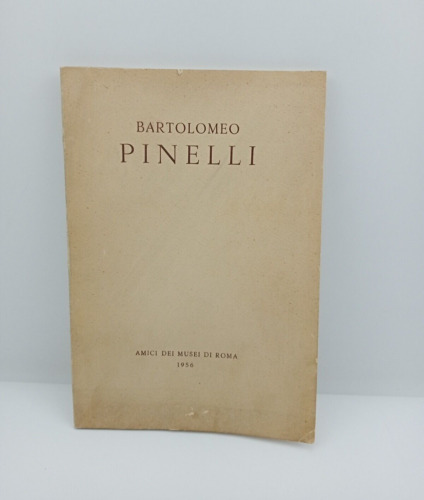 BARTOLOMEO
PINELLI
AMICI DEI MUSEI DI ROMA
1956